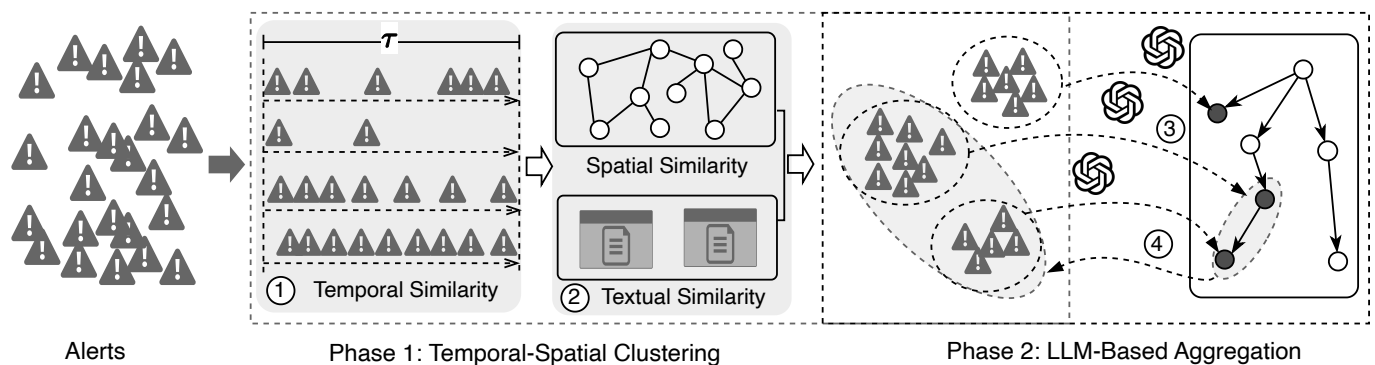 τ
① Temporal Similarity
Spatial Similarity
② Textual Similarity
③
④
Alerts
Phase 1: Temporal-Spatial Clustering
Phase 2: LLM-Based Aggregation